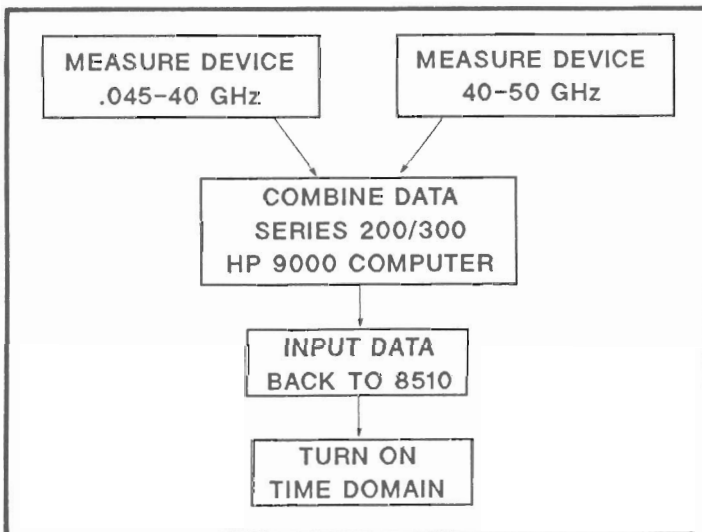 MEASURE DEVICE
.045-40 GHz
MEASURE DEVICE
40-50 GHz
COMBINE DATA
SERIES 200/300
HP 9000 COMPUTER
INPUT DATA
BACK TO 8510
TURN ON
TIME DOMAIN